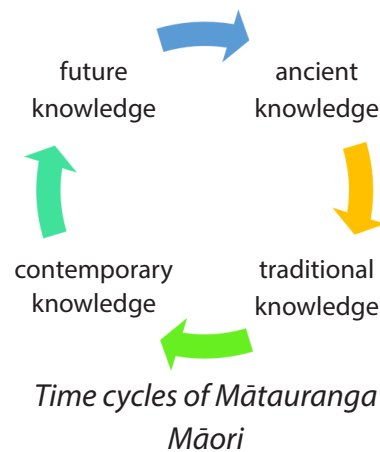 future
knowledge
ancient
knowledge
contemporary
knowledge
traditional
knowledge
Time cycles of Mātauranga
Māori